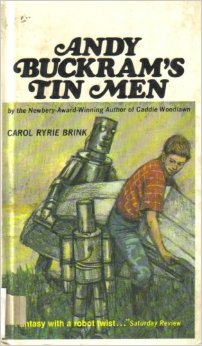 ANDY
BUCKRAM'S
TIN MEN
by the Newbery-Award-Winning Author of Caddie Woodlawn
CAROL RYRIE BRINK
"Fantasy with a robot twist..." Saturday Review